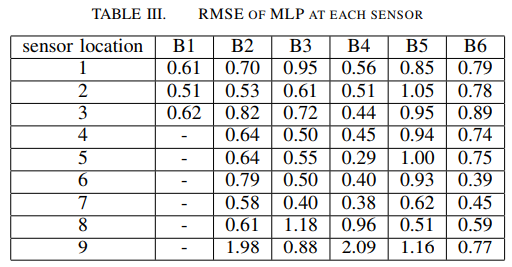 TABLE III. RMSE OF MLP AT EACH SENSOR
sensor location B1 B2 B3 B4 B5 B6
1 0.61 0.70 0.95 0.56 0.85 0.79
2 0.51 0.53 0.61 0.51 1.05 0.78
3 0.62 0.82 0.72 0.44 0.95 0.89
4 - 0.64 0.50 0.45 0.94 0.74
5 - 0.64 0.55 0.29 1.00 0.75
6 - 0.79 0.50 0.40 0.93 0.39
7 - 0.58 0.40 0.38 0.62 0.45
8 - 0.61 1.18 0.96 0.51 0.59
9 - 1.98 0.88 2.09 1.16 0.77